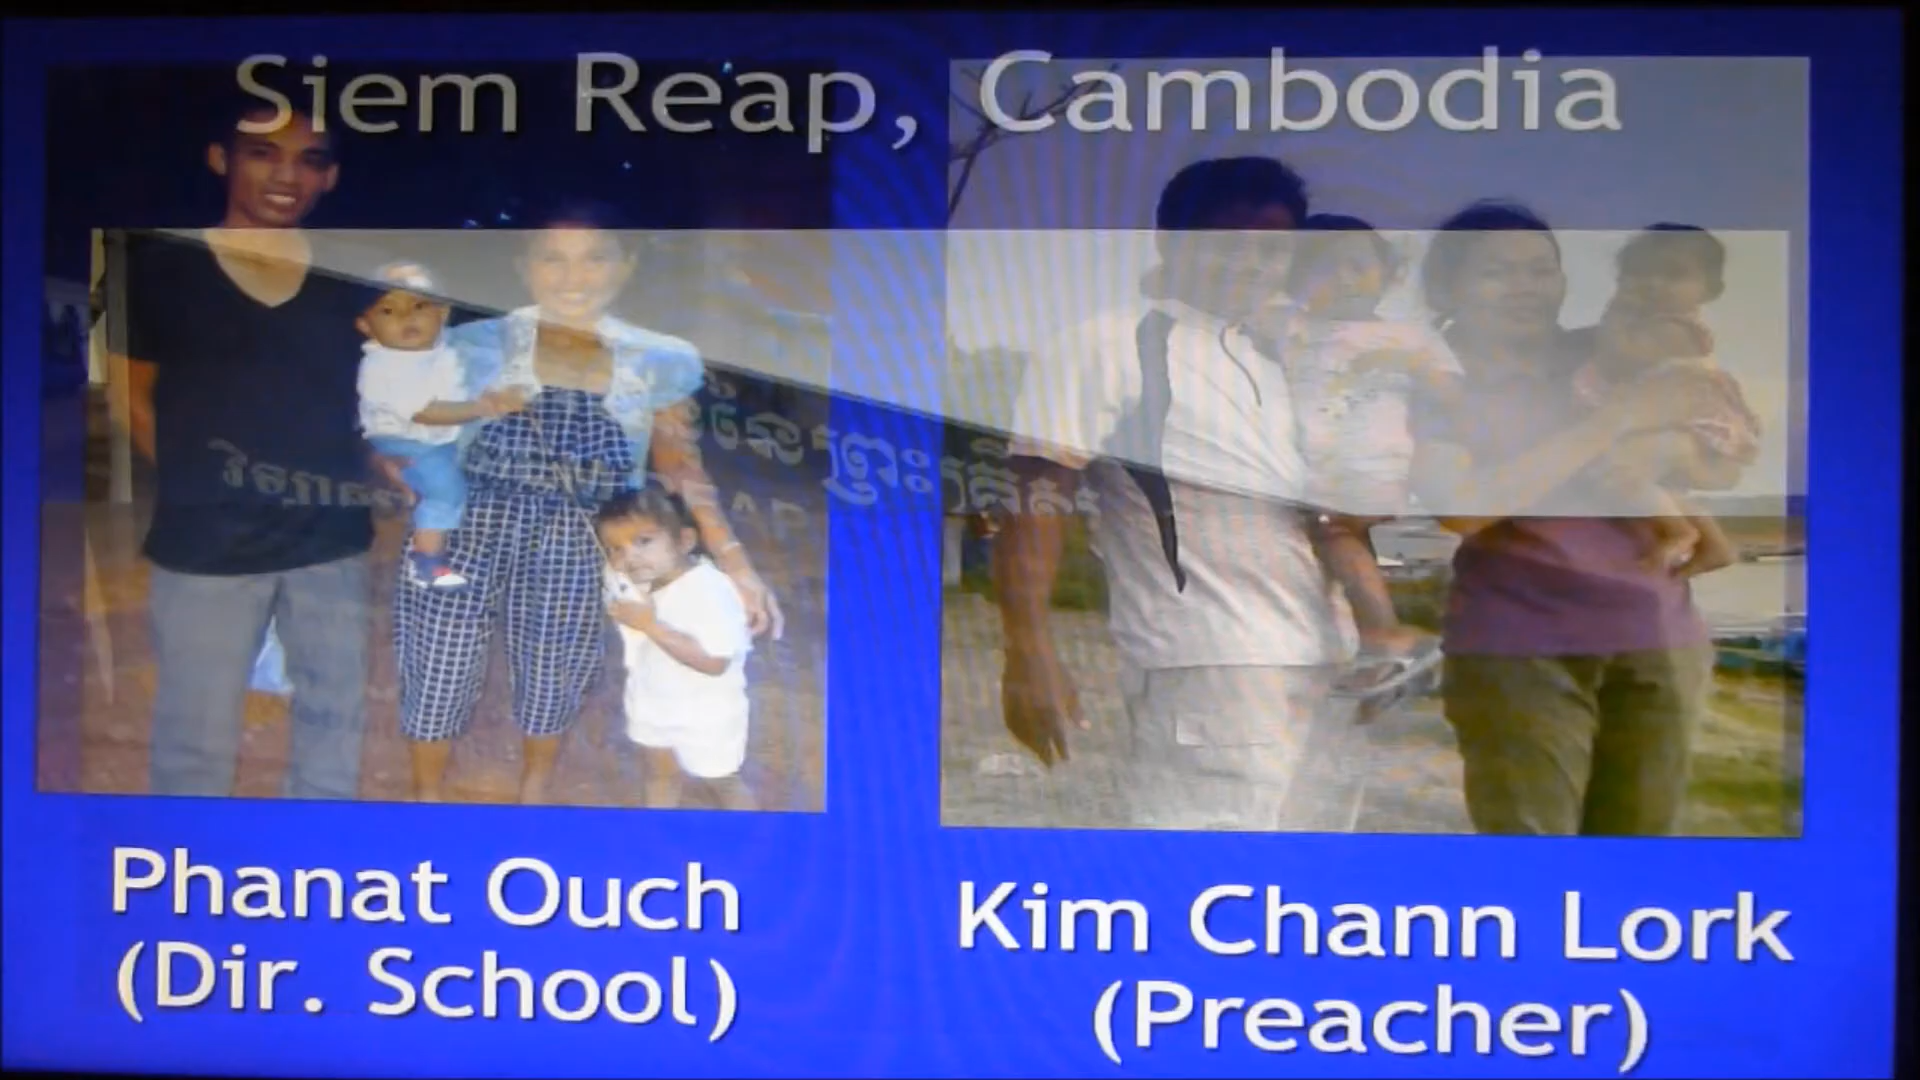 Siem Reap, Cambodia
Phanat Ouch
(Dir. School)
Kim Chann Lork
(Preacher)